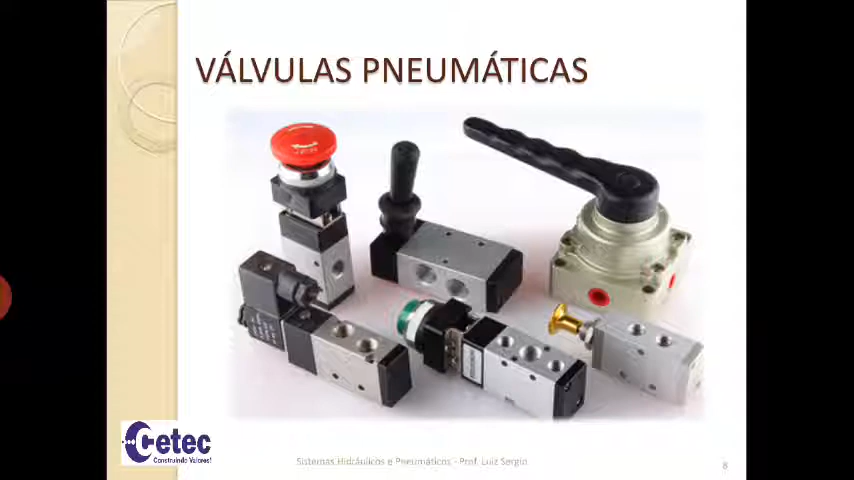 VÁLVULAS PNEUMÁTICAS
Cetec
Construindo Valores!
Sistemas Hidráulicos e Pneumáticos - Prof. Luiz Sergio
8